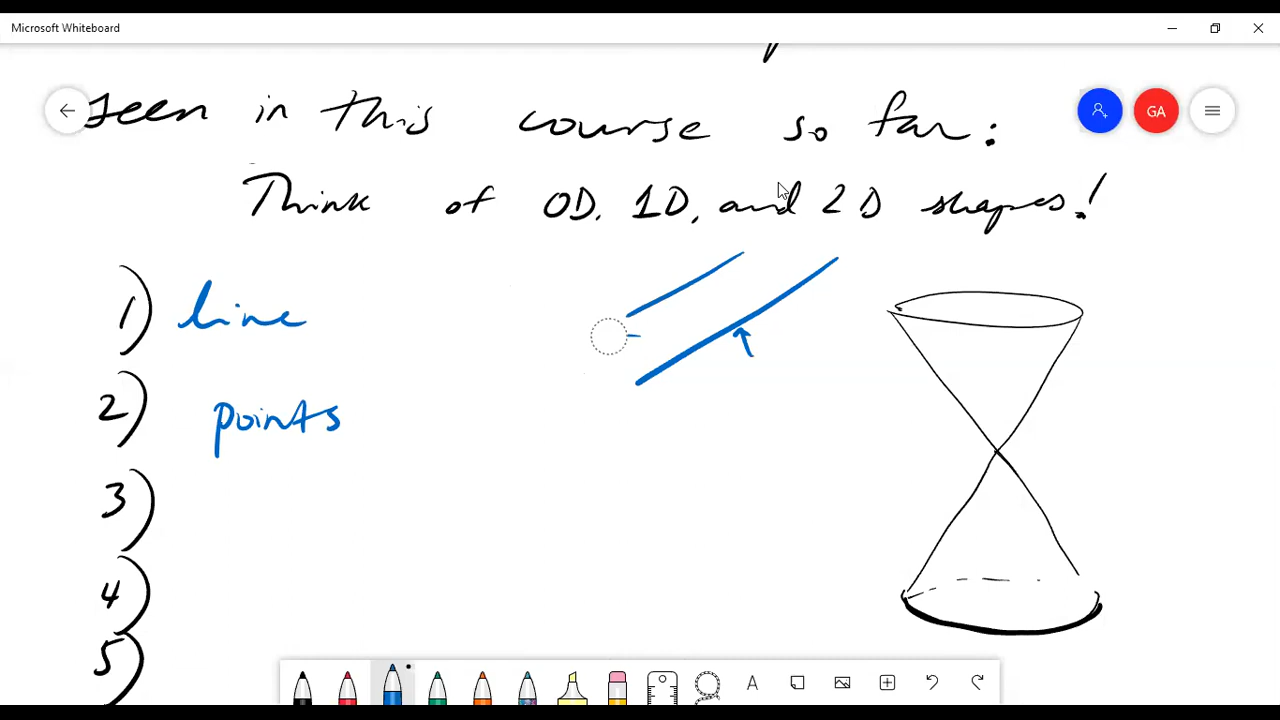 Microsoft Whiteboard
seen in this course so far:
GA
Think of 0D, 1D, and 2D shapes!
1) line
2) points
3)
4)
5)
A